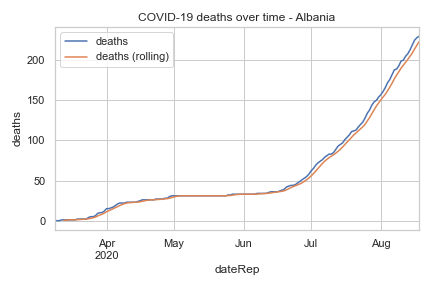 COVID-19 deaths over time - Albania
deaths
deaths (rolling)
200
150
100
50
0
deaths
Apr May Jun Jul Aug
2020
dateRep